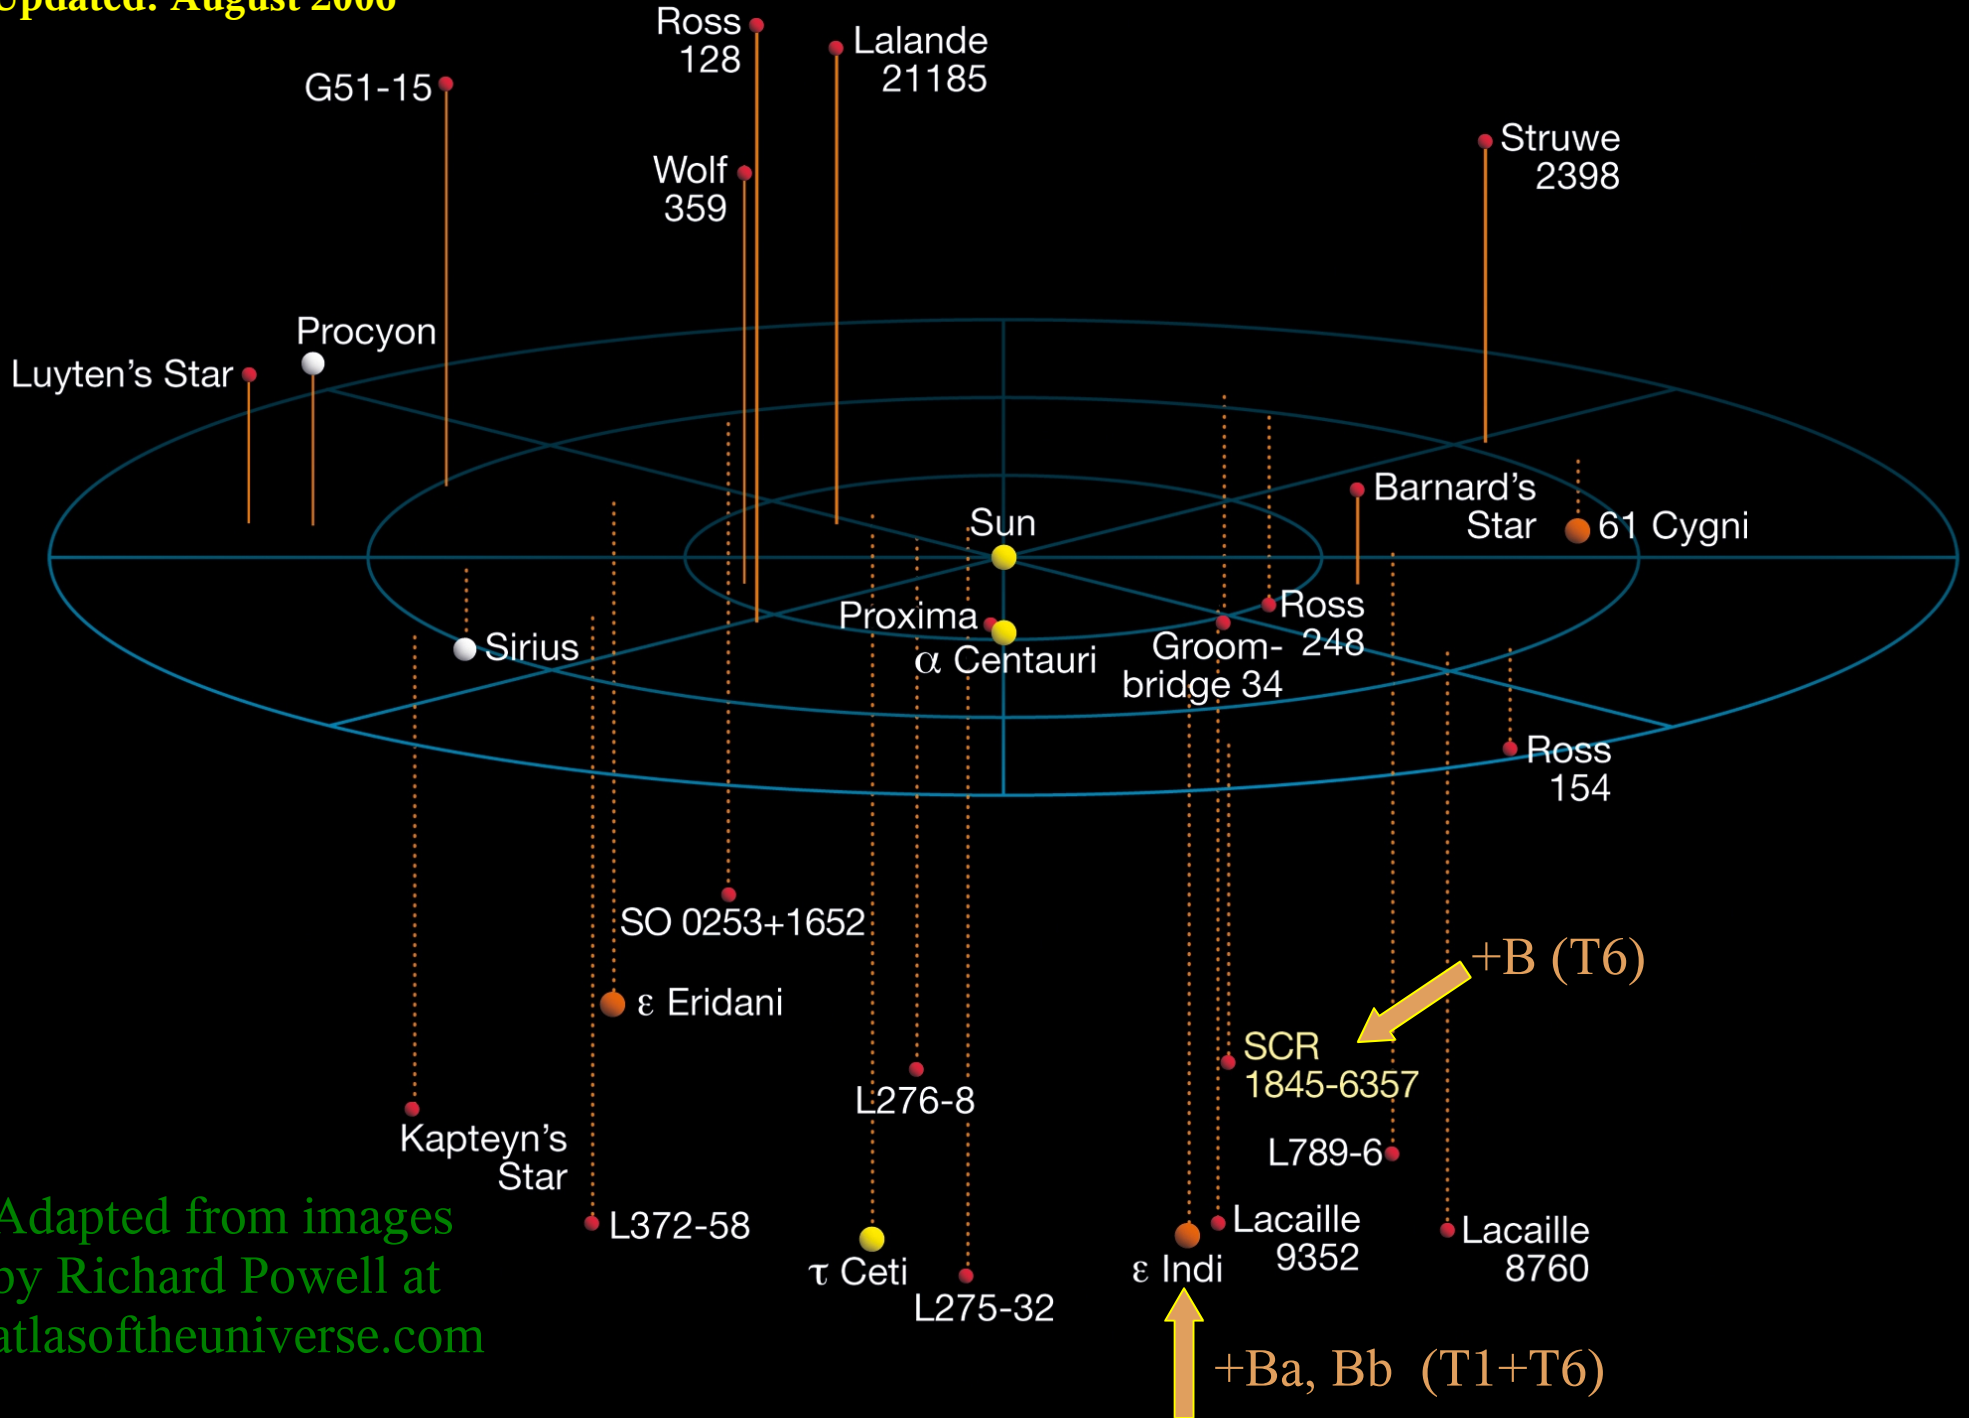 Updated: August 2006
Ross
128
Lalande
21185
G51-15
Struwe
2398
Wolf
359
Procyon
Luyten's Star
Barnard's
Star
61 Cygni
Sun
Proxima
α Centauri
Ross
248
Groom-
bridge 34
Sirius
Ross
154
SO 0253+1652
ε Eridani
+B (T6)
SCR
1845-6357
L276-8
Kapteyn's
Star
L789-6
L372-58
τ Ceti
L275-32
ε Indi
Lacaille
9352
Lacaille
8760
Adapted from images
by Richard Powell at
atlasoftheuniverse.com
+Ba, Bb (T1+T6)